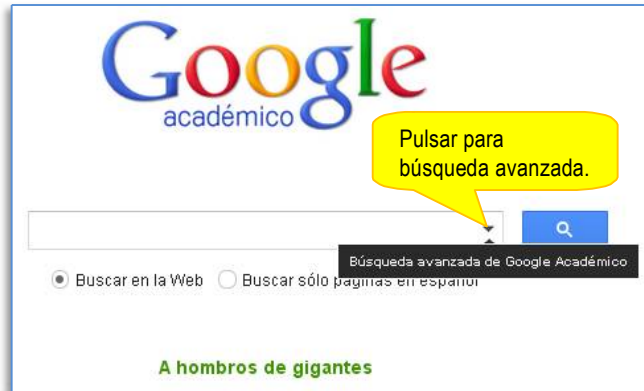 Google
académico
Pulsar para
búsqueda avanzada.
Búsqueda avanzada de Google Académico
Buscar en la Web Buscar sólo páginas en español
A hombros de gigantes